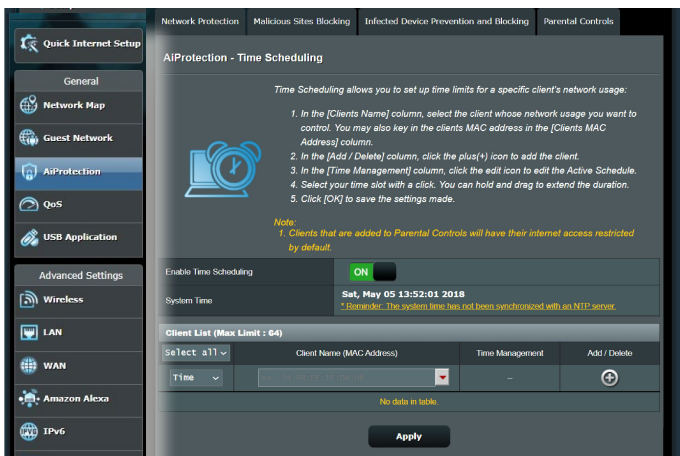 Network Protection
Malicious Sites Blocking
Infected Device Prevention and Blocking
Parental Controls
Quick Internet Setup
General
Network Map
Guest Network
AiProtection
QoS
USB Application
Advanced Settings
Wireless
LAN
WAN
Amazon Alexa
IPv6
AiProtection - Time Scheduling
Time Scheduling allows you to set up time limits for a specific client's network usage:
1. In the [Clients Name] column, select the client whose network usage you want to
control. You may also key in the clients MAC address in the [Clients MAC
Address] column.
2. In the [Add / Delete] column, click the plus(+) icon to add the client.
3. In the [Time Management] column, click the edit icon to edit the Active Schedule.
4. Select your time slot with a click. You can hold and drag to extend the duration.
5. Click [OK] to save the settings made.
Note:
1. Clients that are added to Parental Controls will have their internet access restricted
by default.
Enable Time Scheduling
ON
System Time
Sat, May 05 13:52:01 2018
* Reminder: The system time has not been synchronized with an NTP server.
Client List (Max Limit : 64)
Select all
Client Name (MAC Address)
Time Management
Add / Delete
Time
--
No data in table.
Apply